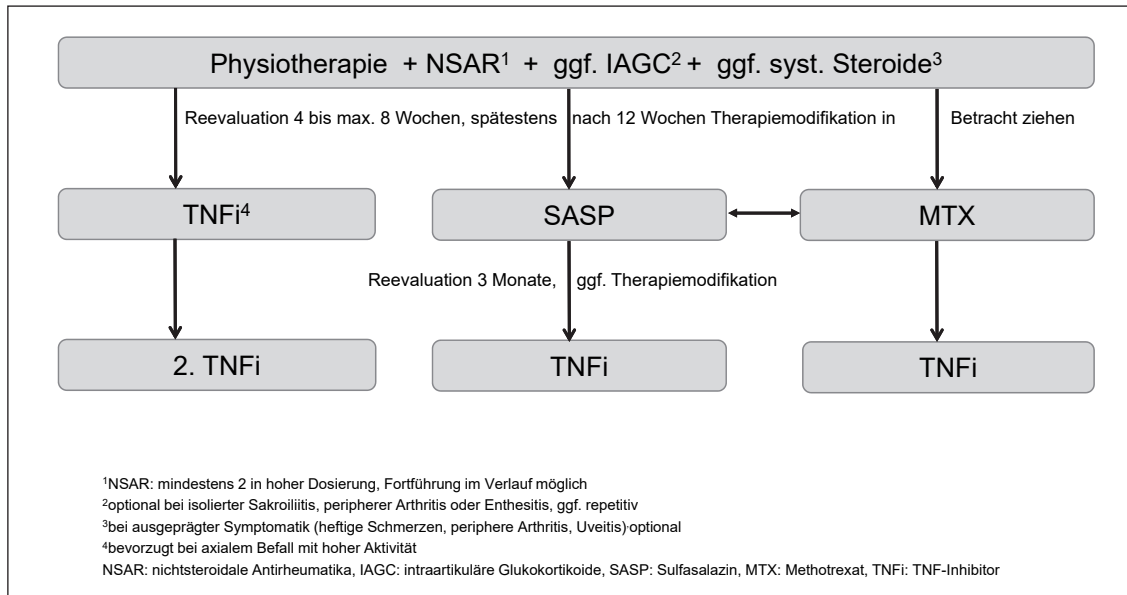 Physiotherapie + NSAR¹ + ggf. IAGC² + ggf. syst. Steroide³
Reevaluation 4 bis max. 8 Wochen, spätestens nach 12 Wochen Therapiemodifikation in Betracht ziehen
TNFi⁴ SASP MTX
Reevaluation 3 Monate, ggf. Therapiemodifikation
2. TNFi TNFi TNFi
¹NSAR: mindestens 2 in hoher Dosierung, Fortführung im Verlauf möglich
²optional bei isolierter Sakroiliitis, peripherer Arthritis oder Enthesitis, ggf. repetitiv
³bei ausgeprägter Symptomatik (heftige Schmerzen, periphere Arthritis, Uveitis)·optional
⁴bevorzugt bei axialem Befall mit hoher Aktivität
NSAR: nichtsteroidale Antirheumatika, IAGC: intraartikuläre Glukokortikoide, SASP: Sulfasalazin, MTX: Methotrexat, TNFi: TNF-Inhibitor